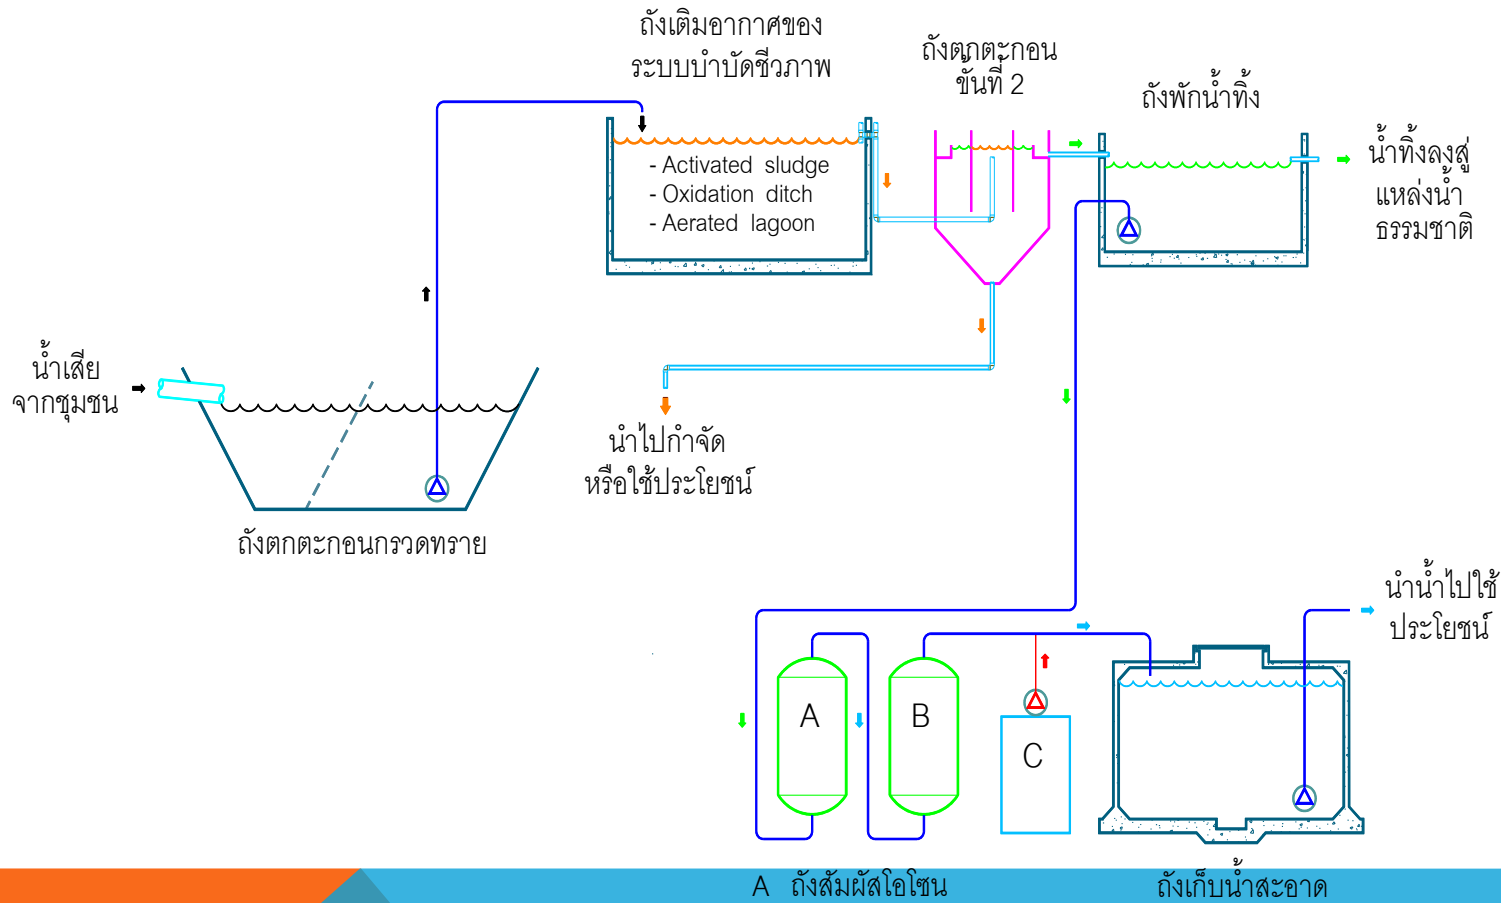 ถังเติมอากาศของ
ระบบบำบัดชีวภาพ
ถังตกตะกอน
ขั้นที่ 2
ถังพักน้ำทิ้ง
- Activated sludge
- Oxidation ditch
- Aerated lagoon
น้ำทิ้งลงสู่
แหล่งน้ำ
ธรรมชาติ
น้ำเสีย
จากชุมชน
นำไปกำจัด
หรือใช้ประโยชน์
ถังตกตะกอนกรวดทราย
นำน้ำไปใช้
ประโยชน์
A
B
C
A ถังสัมผัสโอโซน
ถังเก็บน้ำสะอาด